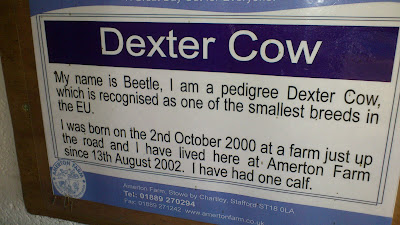 Dexter Cow
My name is Beetle, I am a pedigree Dexter Cow,
which is recognised as one of the smallest breeds in
the EU.
I was born on the 2nd October 2000 at a farm just up
the road and I have lived here at Amerton Farm
since 13th August 2002. I have had one calf.
Amerton Farm, Stowe by Chartley, Stafford ST18 0LA
Tel: 01889 270294
Fax: 01889 271242 www.amertonfarm.co.uk